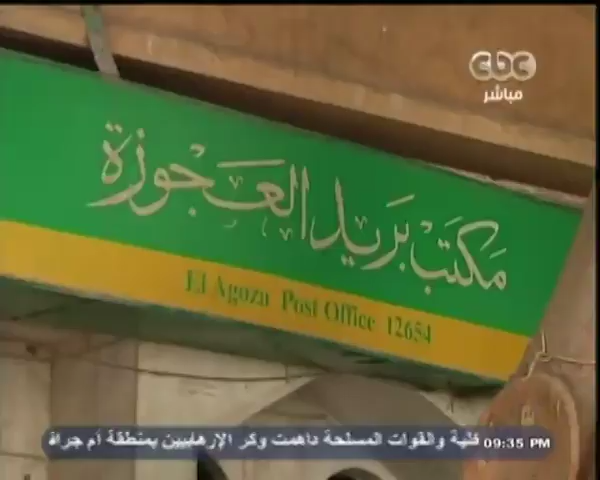 cbc
مباشر
مكتب بريد العجوزة
El Agoza Post Office 12654
والقوات المسلحة داهمت وكر الإرهابيين بمنطقة أم جراة
09:35 PM